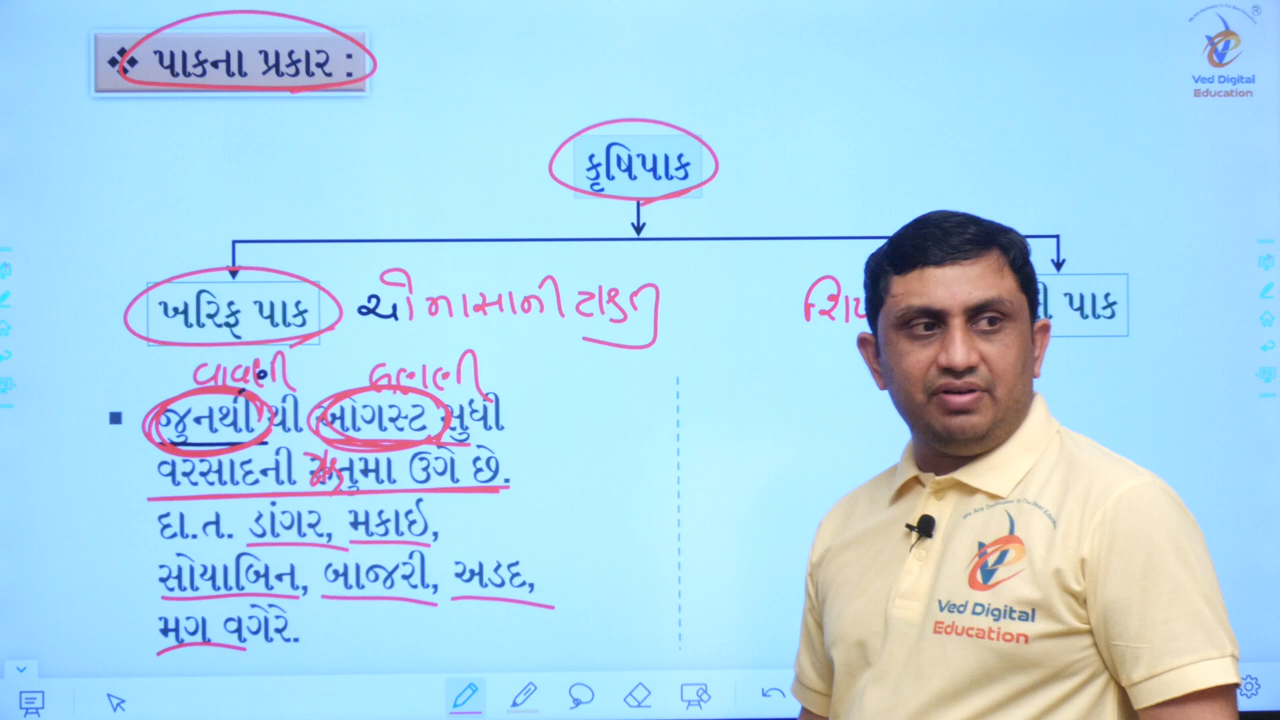 ❖ પાકના પ્રકાર :
Ved Digital
Education
કૃષિપાક
ખરિફ પાક ચોમાસાની ઋતુ
પાક
વાવણી લણણી
▪ જુનથી થી ઓગસ્ટ સુધી
વરસાદની ઋતુમા ઉગે છે.
દા.ત. ડાંગર, મકાઇ,
સોયાબિન, બાજરી, અડદ,
મગ વગેરે.
Ved Digital
Education